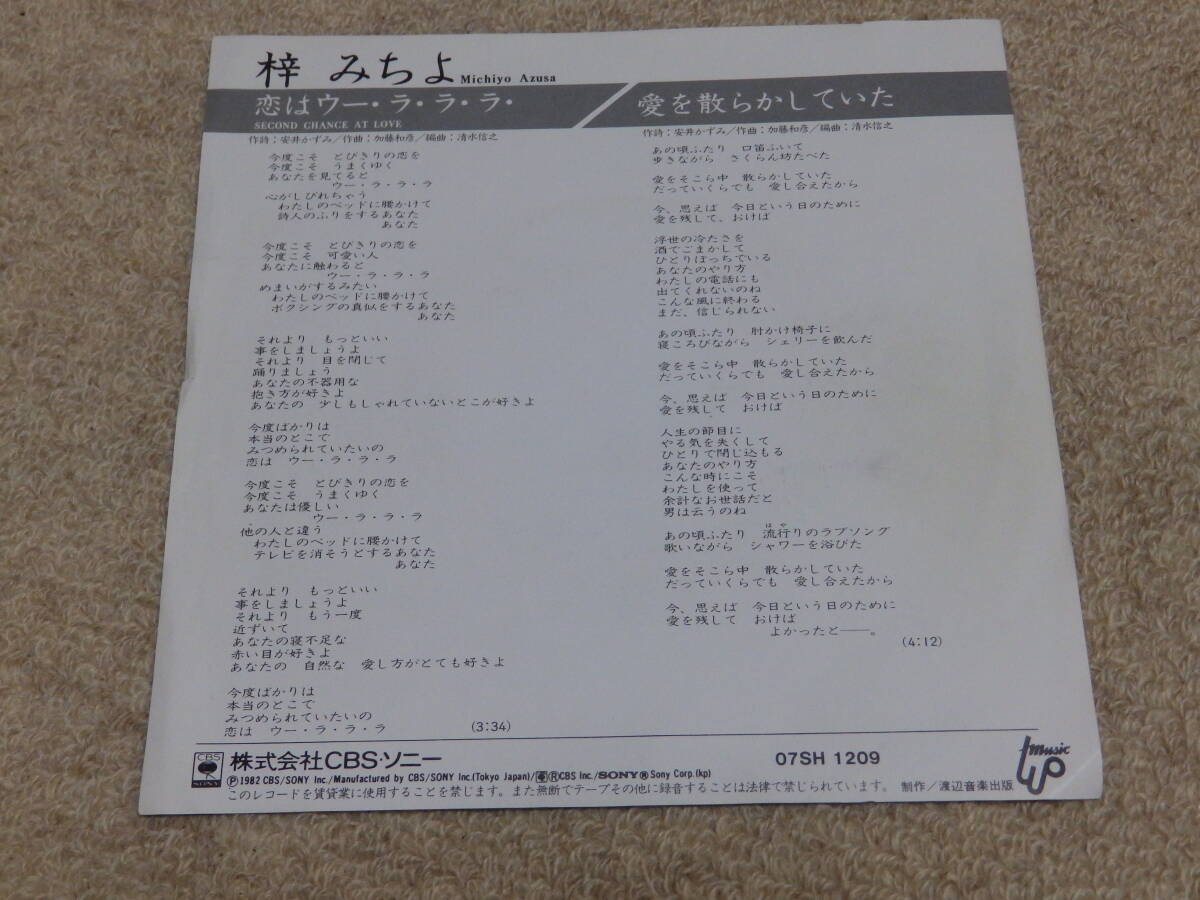 梓 みちよ Michiyo Azusa
恋はウー・ラ・ラ・ラ・
SECOND CHANCE AT LOVE
作詩：安井かずみ／作曲：加藤和彦／編曲：清水信之
今度こそ　とびきりの恋を
今度こそ　うまくゆく
あなたを見てると
ウー・ラ・ラ・ラ
心がしびれちゃう
わたしのベッドに腰かけて
詩人のふりをするあなた
あなた
今度こそ　とびきりの恋を
今度こそ　可愛い人
あなたに触わると
ウー・ラ・ラ・ラ
めまいがするみたい
わたしのベッドに腰かけて
ボクシングの真似をするあなた
あなた
それより　もっといい
事をしましょうよ
それより　目を閉じて
踊りましょう
あなたの不器用な
抱き方が好きよ
あなたの　少しもしゃれていないとこが好きよ
今度ばかりは
本当のとこで
みつめられていたいの
恋は　ウー・ラ・ラ・ラ
今度こそ　とびきりの恋を
今度こそ　うまくゆく
あなたは優しい
ウー・ラ・ラ・ラ
他の人と違う
わたしのベッドに腰かけて
テレビを消そうとするあなた
あなた
それより　もっといい
事をしましょうよ
それより　もう一度
近ずいて
あなたの寝不足な
赤い目が好きよ
あなたの　自然な　愛し方がとても好きよ
今度ばかりは
本当のとこで
みつめられていたいの
恋は　ウー・ラ・ラ・ラ
(3:34)
愛を散らかしていた
作詩：安井かずみ／作曲：加藤和彦／編曲：清水信之
あの頃ふたり　口笛ふいて
歩きながら　さくらん坊たべた
愛をそこら中　散らかしていた
だっていくらでも　愛し合えたから
今、思えば　今日という日のために
愛を残して、おけば
浮世の冷たさを
酒でごまかして
ひとりぼっちでいる
あなたのやり方
わたしの電話にも
出てくれないのね
こんな風に終わる
まだ、信じられない
あの頃ふたり　肘かけ椅子に
寝ころびながら　シェリーを飲んだ
愛をそこら中　散らかしていた
だっていくらでも　愛し合えたから
今、思えば　今日という日のために
愛を残して　おけば
人生の節目に
やる気を失くして
ひとりで閉じ込もる
あなたのやり方
こんな時にこそ
わたしを使って
余計なお世話だと
男は云うのね
はや
あの頃ふたり　流行りのラブソング
歌いながら　シャワーを浴びた
愛をそこら中　散らかしていた
だっていくらでも　愛し合えたから
今、思えば　今日という日のために
愛を残して　おけば
よかったと──。
(4:12)
CBS
SONY
株式会社CBS・ソニー
07SH 1209
music up
Ⓟ1982 CBS/SONY Inc./Manufactured by CBS/SONY Inc.(Tokyo Japan)/ⓇCBS Inc./SONY Ⓡ Sony Corp.(kp)
このレコードを賃貸業に使用することを禁じます。また無断でテープその他に録音することは法律で禁じられています。 制作／渡辺音楽出版